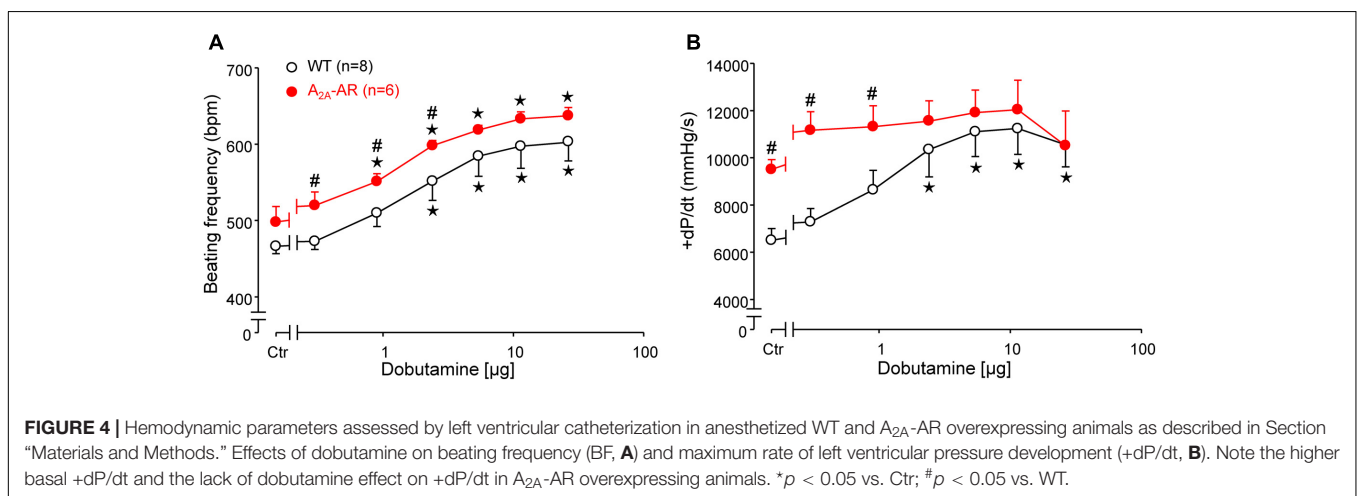 A
WT (n=8)
A2A-AR (n=6)
700
600
500
400
0
Beating frequency (bpm)
# # ★ # ★ ★ ★ ★
★ ★ ★ ★
Ctr 1 10 100
Dobutamine [µg]
B
14000
12000
10000
8000
6000
4000
0
+dP/dt (mmHg/s)
# # #
★ ★ ★ ★
Ctr 1 10 100
Dobutamine [µg]
FIGURE 4 | Hemodynamic parameters assessed by left ventricular catheterization in anesthetized WT and A2A-AR overexpressing animals as described in Section
“Materials and Methods.” Effects of dobutamine on beating frequency (BF, A) and maximum rate of left ventricular pressure development (+dP/dt, B). Note the higher
basal +dP/dt and the lack of dobutamine effect on +dP/dt in A2A-AR overexpressing animals. ★p < 0.05 vs. Ctr; #p < 0.05 vs. WT.